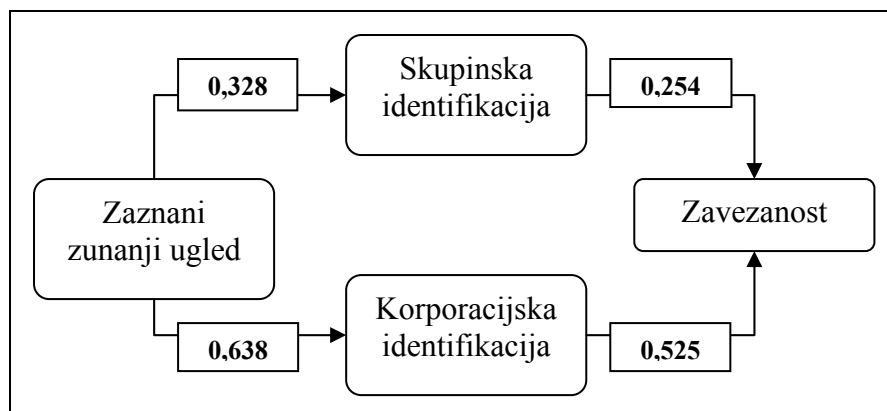 0,328
Skupinska
identifikacija
0,254
Zaznani
zunanji ugled
Zavezanost
0,638
Korporacijska
identifikacija
0,525